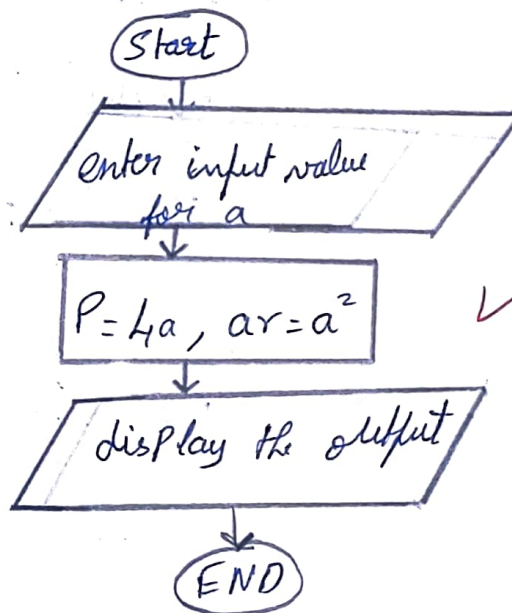 Start
enter input value
for a
P=4a, ar=a²
display the output
END